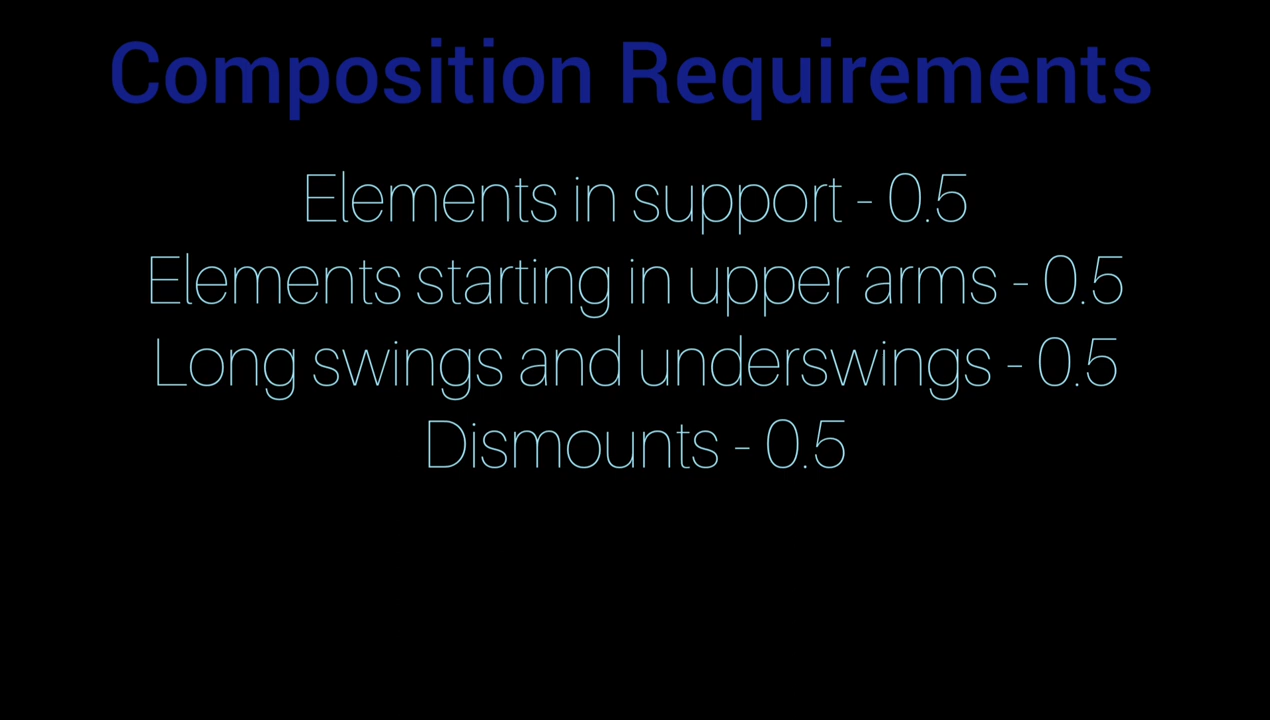 Composition Requirements
Elements in support - 0.5
Elements starting in upper arms - 0.5
Long swings and underswings - 0.5
Dismounts - 0.5